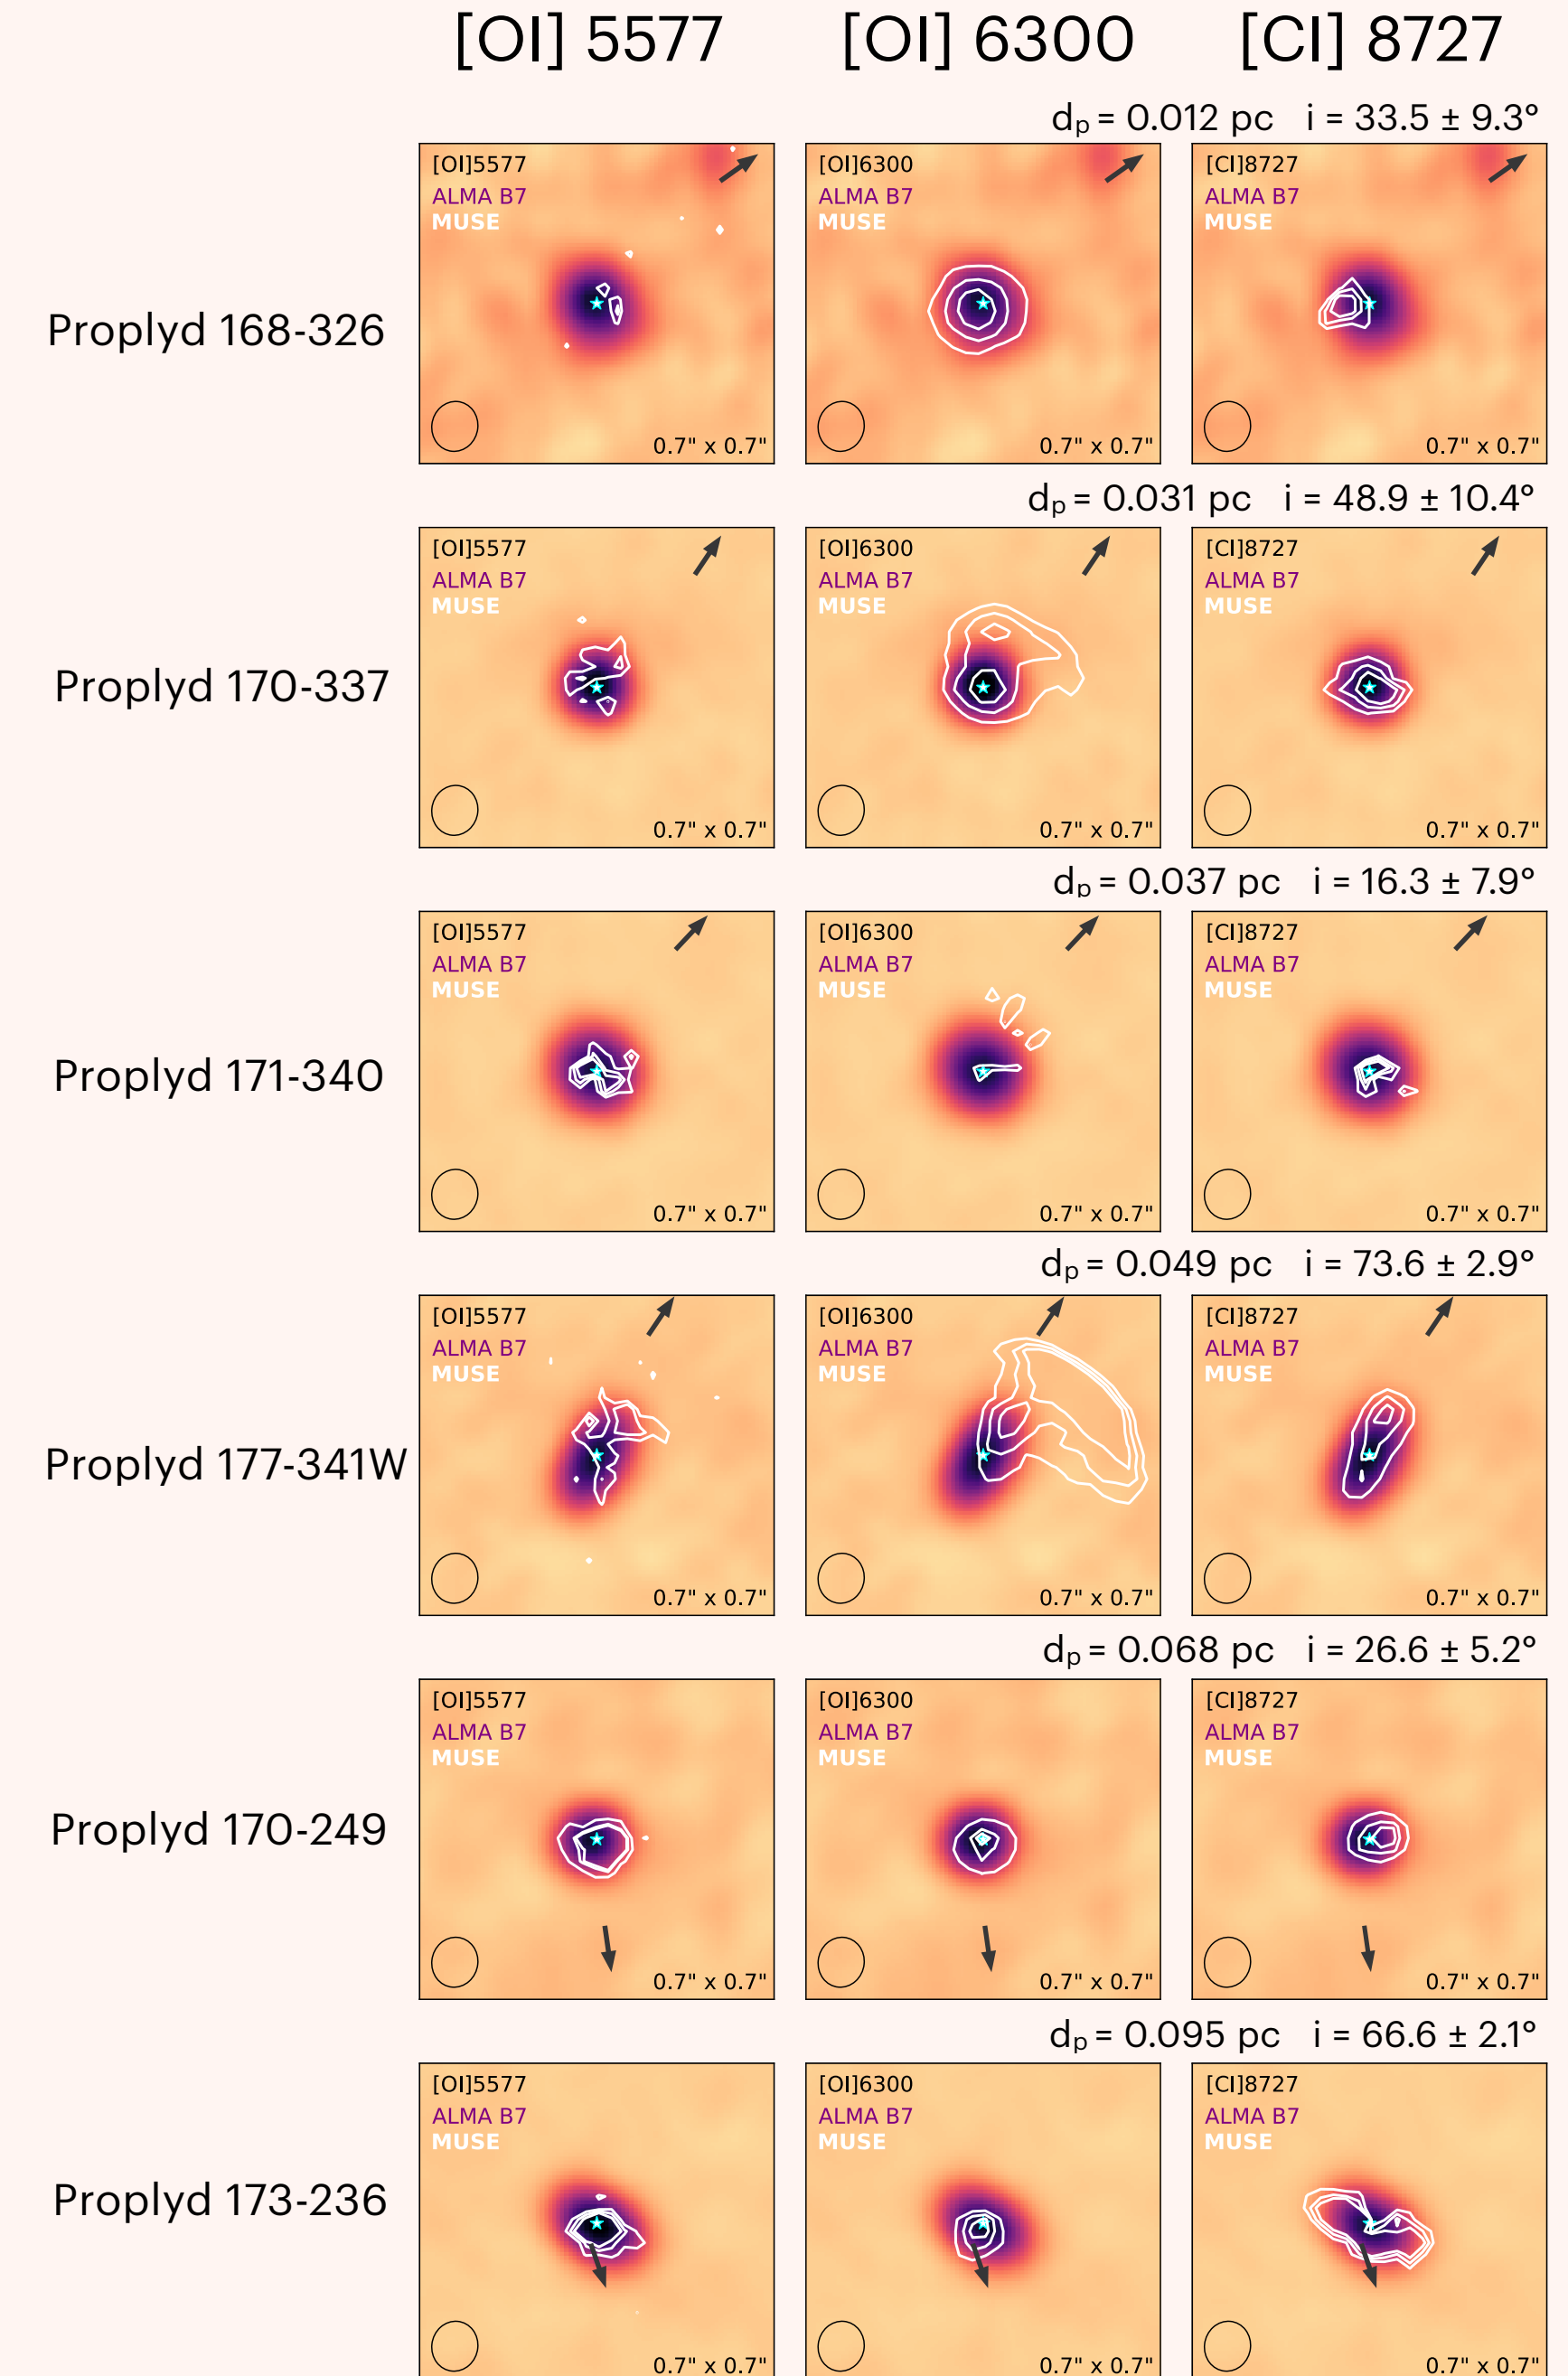 [OI] 5577 [OI] 6300 [CI] 8727
dp = 0.012 pc i = 33.5 ± 9.3°
[OI]5577 [OI]6300 [CI]8727
ALMA B7 ALMA B7 ALMA B7
MUSE MUSE MUSE
Proplyd 168-326
0.7" x 0.7" 0.7" x 0.7" 0.7" x 0.7"
dp = 0.031 pc i = 48.9 ± 10.4°
[OI]5577 [OI]6300 [CI]8727
ALMA B7 ALMA B7 ALMA B7
MUSE MUSE MUSE
Proplyd 170-337
0.7" x 0.7" 0.7" x 0.7" 0.7" x 0.7"
dp = 0.037 pc i = 16.3 ± 7.9°
[OI]5577 [OI]6300 [CI]8727
ALMA B7 ALMA B7 ALMA B7
MUSE MUSE MUSE
Proplyd 171-340
0.7" x 0.7" 0.7" x 0.7" 0.7" x 0.7"
dp = 0.049 pc i = 73.6 ± 2.9°
[OI]5577 [OI]6300 [CI]8727
ALMA B7 ALMA B7 ALMA B7
MUSE MUSE MUSE
Proplyd 177-341W
0.7" x 0.7" 0.7" x 0.7" 0.7" x 0.7"
dp = 0.068 pc i = 26.6 ± 5.2°
[OI]5577 [OI]6300 [CI]8727
ALMA B7 ALMA B7 ALMA B7
MUSE MUSE MUSE
Proplyd 170-249
0.7" x 0.7" 0.7" x 0.7" 0.7" x 0.7"
dp = 0.095 pc i = 66.6 ± 2.1°
[OI]5577 [OI]6300 [CI]8727
ALMA B7 ALMA B7 ALMA B7
MUSE MUSE MUSE
Proplyd 173-236
0.7" x 0.7" 0.7" x 0.7" 0.7" x 0.7"